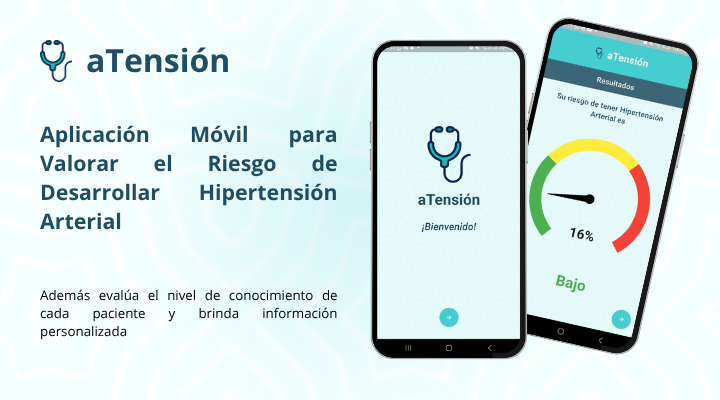 aTensión
Aplicación Móvil para
Valorar el Riesgo de
Desarrollar Hipertensión
Arterial
Además evalúa el nivel de conocimiento de
cada paciente y brinda información
personalizada
aTensión
¡Bienvenido!
aTensión
Resultados
Su riesgo de tener Hipertensión
Arterial es
16%
Bajo